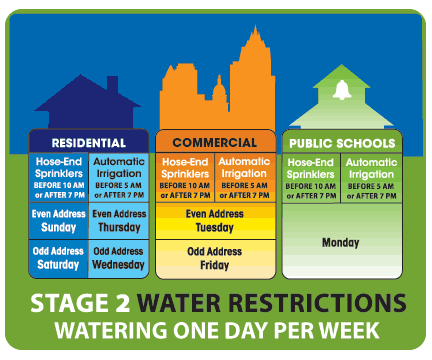 RESIDENTIAL
Hose-End
Sprinklers
BEFORE 10 AM
or AFTER 7 PM
Automatic
Irrigation
BEFORE 5 AM
or AFTER 7 PM
Even Address
Sunday
Even Address
Thursday
Odd Address
Saturday
Odd Address
Wednesday
COMMERCIAL
Hose-End
Sprinklers
BEFORE 10 AM
or AFTER 7 PM
Automatic
Irrigation
BEFORE 5 AM
or AFTER 7 PM
Even Address
Tuesday
Odd Address
Friday
PUBLIC SCHOOLS
Hose-End
Sprinklers
BEFORE 10 AM
or AFTER 7 PM
Automatic
Irrigation
BEFORE 5 AM
or AFTER 7 PM
Monday
STAGE 2 WATER RESTRICTIONS
WATERING ONE DAY PER WEEK